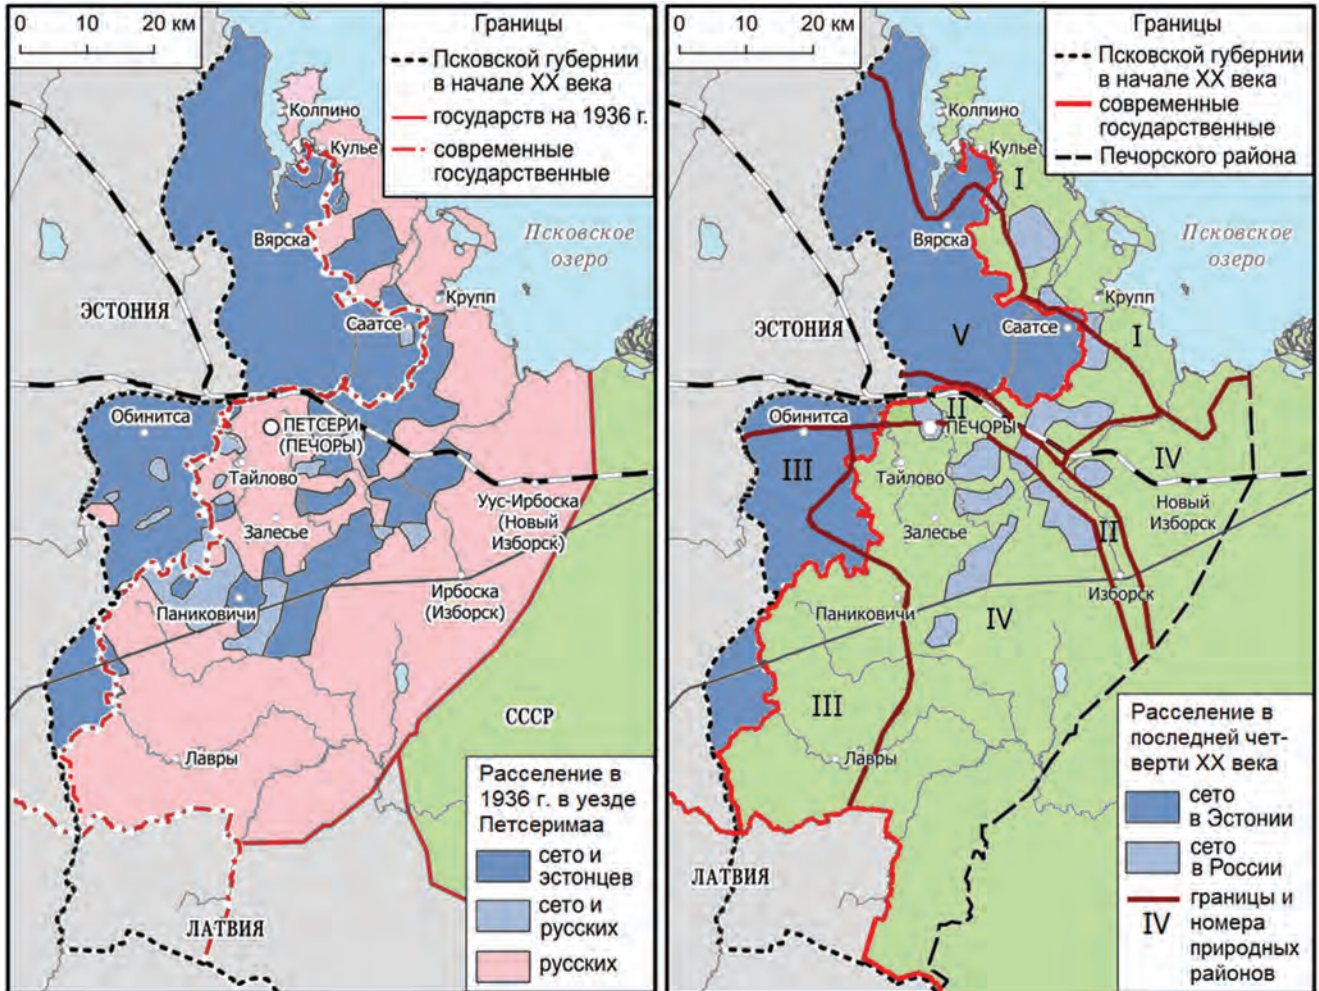 0 10 20 км
Границы
Псковской губернии
в начале XX века
государств на 1936 г.
современные
государственные
Колпино
Кулье
Вярска
Псковское
озеро
ЭСТОНИЯ
Крупп
Саатсе
Обинитса
ПЕТСЕРИ
(ПЕЧОРЫ)
Тайлово
Уус-Ирбоска
(Новый
Изборск)
Залесье
Ирбоска
(Изборск)
Паниковичи
СССР
Лавры
ЛАТВИЯ
Расселение в
1936 г. в уезде
Петсеримаа
сето и
эстонцев
сето и
русских
русских
0 10 20 км
Границы
Псковской губернии
в начале XX века
современные
государственные
Печорского района
Колпино
Кулье
I
Вярска
Псковское
озеро
ЭСТОНИЯ
Крупп
V
Саатсе
I
II
Обинитса
ПЕЧОРЫ
III
Тайлово
IV
Новый
Изборск
Залесье
II
Изборск
Паниковичи
IV
III
Лавры
ЛАТВИЯ
Расселение в
последней чет-
верти XX века
сето
в Эстонии
сето
в России
IV
границы и
номера
природных
районов